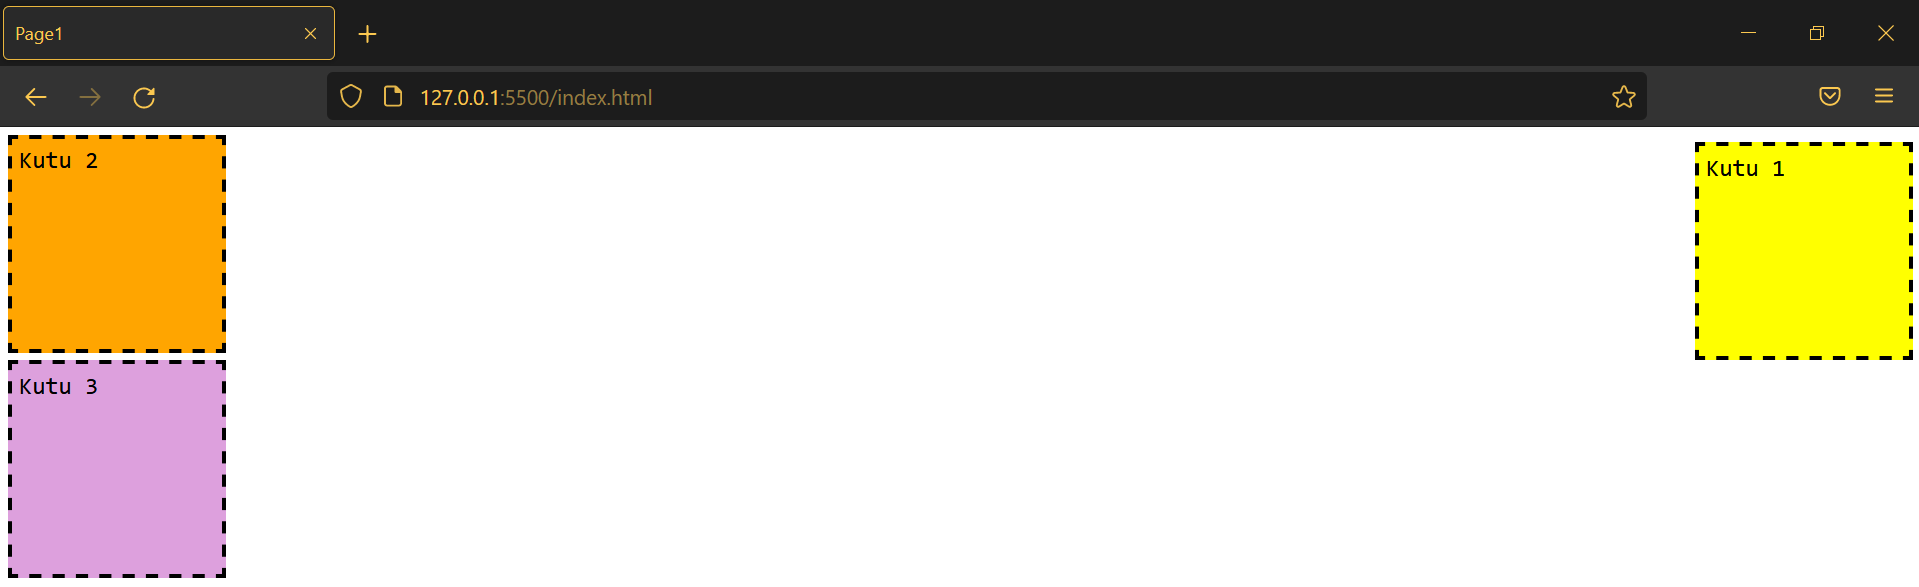 Page1
127.0.0.1:5500/index.html
Kutu 2
Kutu 1
Kutu 3